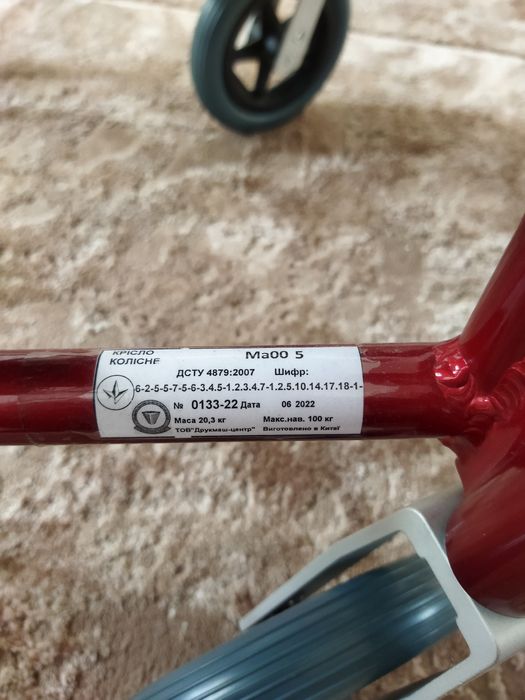 КРІСЛО
КОЛІСНЕ
Ма00 5
ДСТУ 4879:2007 Шифр:
6-2-5-5-7-5-6-3.4.5-1.2.3.4.7-1.2.5.10.14.17.18-1-
№ 0133-22 Дата 06 2022
Маса 20,3 кг Макс.нав. 100 кг
ТОВ"Друкмаш-центр" Виготовлено в Китаї